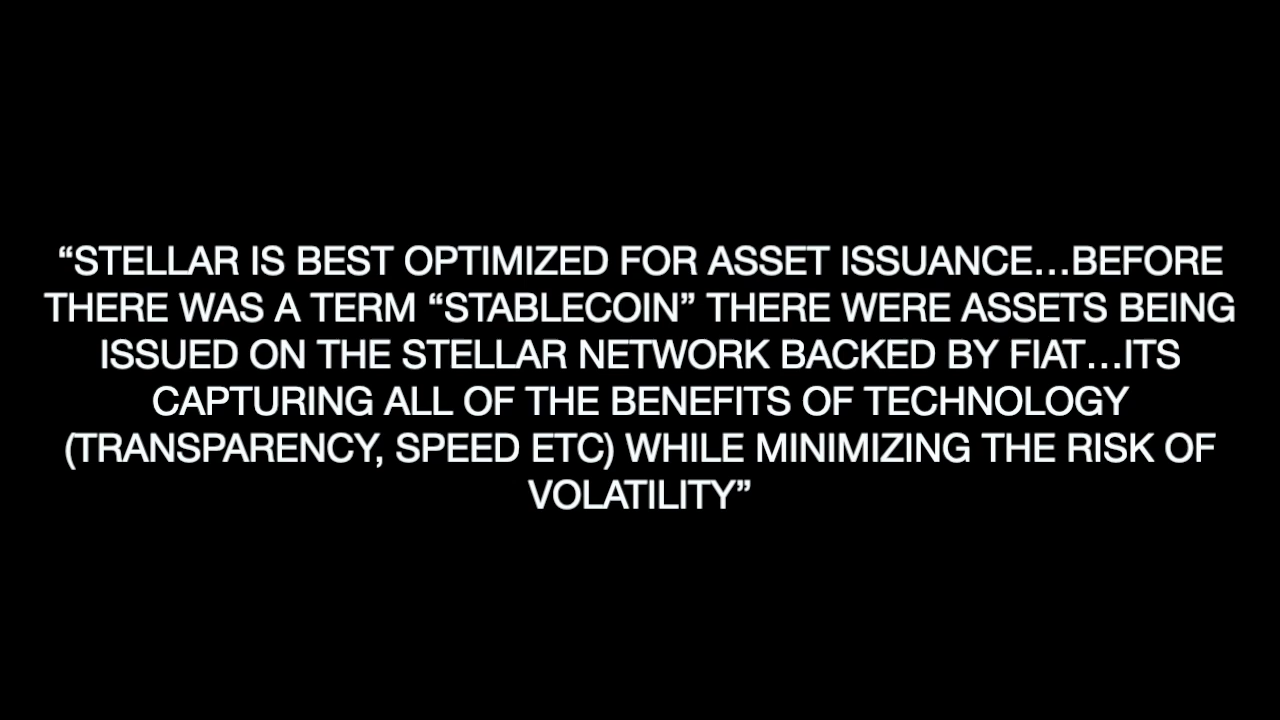 “STELLAR IS BEST OPTIMIZED FOR ASSET ISSUANCE…BEFORE
THERE WAS A TERM “STABLECOIN” THERE WERE ASSETS BEING
ISSUED ON THE STELLAR NETWORK BACKED BY FIAT…ITS
CAPTURING ALL OF THE BENEFITS OF TECHNOLOGY
(TRANSPARENCY, SPEED ETC) WHILE MINIMIZING THE RISK OF
VOLATILITY”